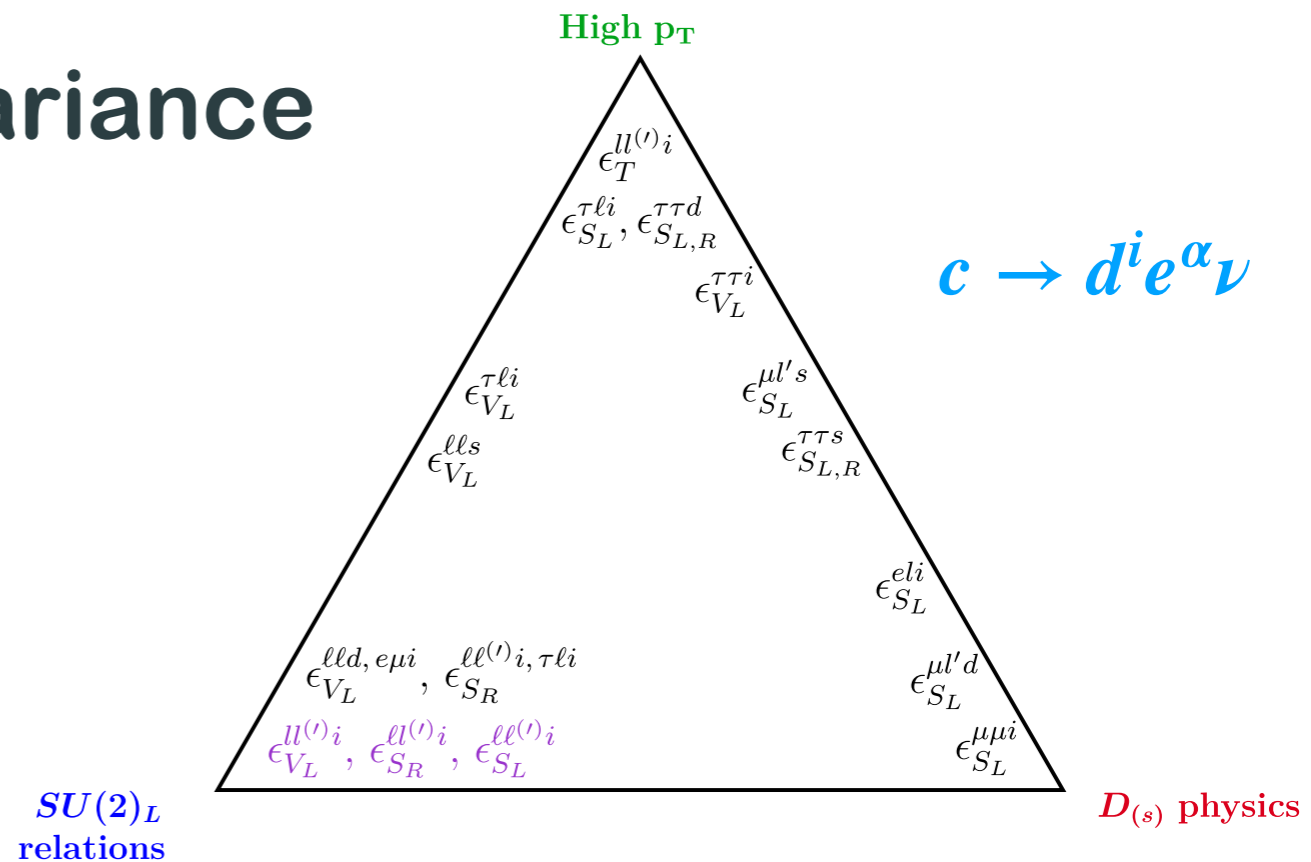 High p_T
ariance
ϵ_T^{ll^{(′)}i}
ϵ_{S_L}^{τℓi}, ϵ_{S_{L,R}}^{ττd}
c → d^i e^α ν
ϵ_{V_L}^{ττi}
ϵ_{V_L}^{τℓi}
ϵ_{S_L}^{μl′s}
ϵ_{V_L}^{ℓℓs}
ϵ_{S_{L,R}}^{ττs}
ϵ_{S_L}^{eli}
ϵ_{V_L}^{ℓℓd, eμi}, ϵ_{S_R}^{ℓℓ^{(′)}i, τℓi}
ϵ_{S_L}^{μl′d}
ϵ_{V_L}^{ll^{(′)}i}, ϵ_{S_R}^{ℓl^{(′)}i}, ϵ_{S_L}^{ℓℓ^{(′)}i}
ϵ_{S_L}^{μμi}
SU(2)_L
relations
D_{(s)} physics